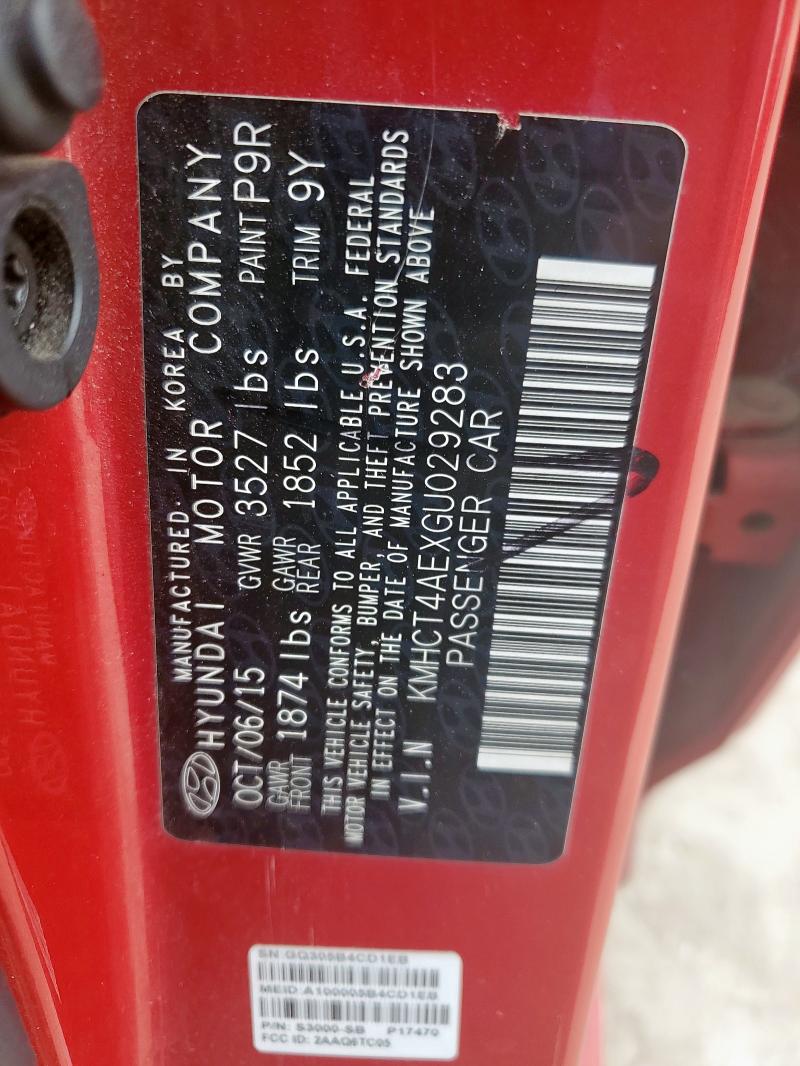 MANUFACTURED. IN KOREA BY
HYUNDAI MOTOR COMPANY
OCT/06/15 GVWR 3527 lbs PAINT P9R
GAWR FRONT 1874 lbs GAWR REAR 1852 lbs TRIM 9Y
THIS VEHICLE CONFORMS TO ALL APPLICABLE U.S.A. FEDERAL
MOTOR VEHICLE SAFETY, BUMPER, AND THEFT PREVENTION STANDARDS
IN EFFECT ON THE DATE OF MANUFACTURE SHOWN ABOVE
V.I.N KMHCT4AEXGU029283
PASSENGER CAR
SN:GQ305B4CD1EB
MEID:A100005B4CD1EB
P/N: S3000-SB P17470
FCC ID: 2AAQ6TC05